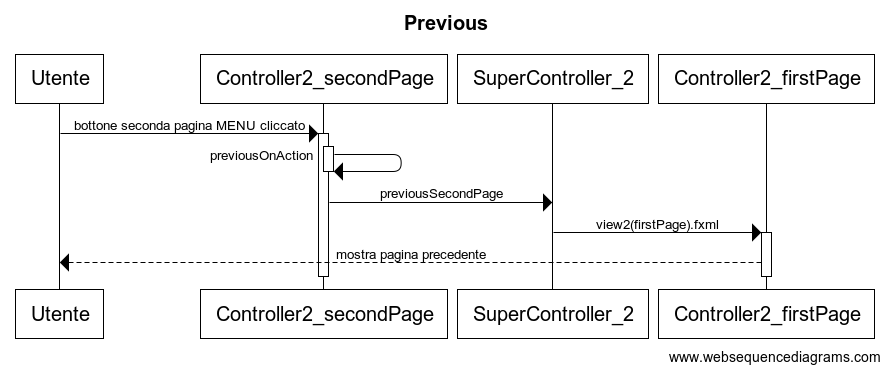 Previous
Utente
Controller2_secondPage
SuperController_2
Controller2_firstPage
bottone seconda pagina MENU cliccato
previousOnAction
previousSecondPage
view2(firstPage).fxml
mostra pagina precedente
Utente
Controller2_secondPage
SuperController_2
Controller2_firstPage
www.websequencediagrams.com